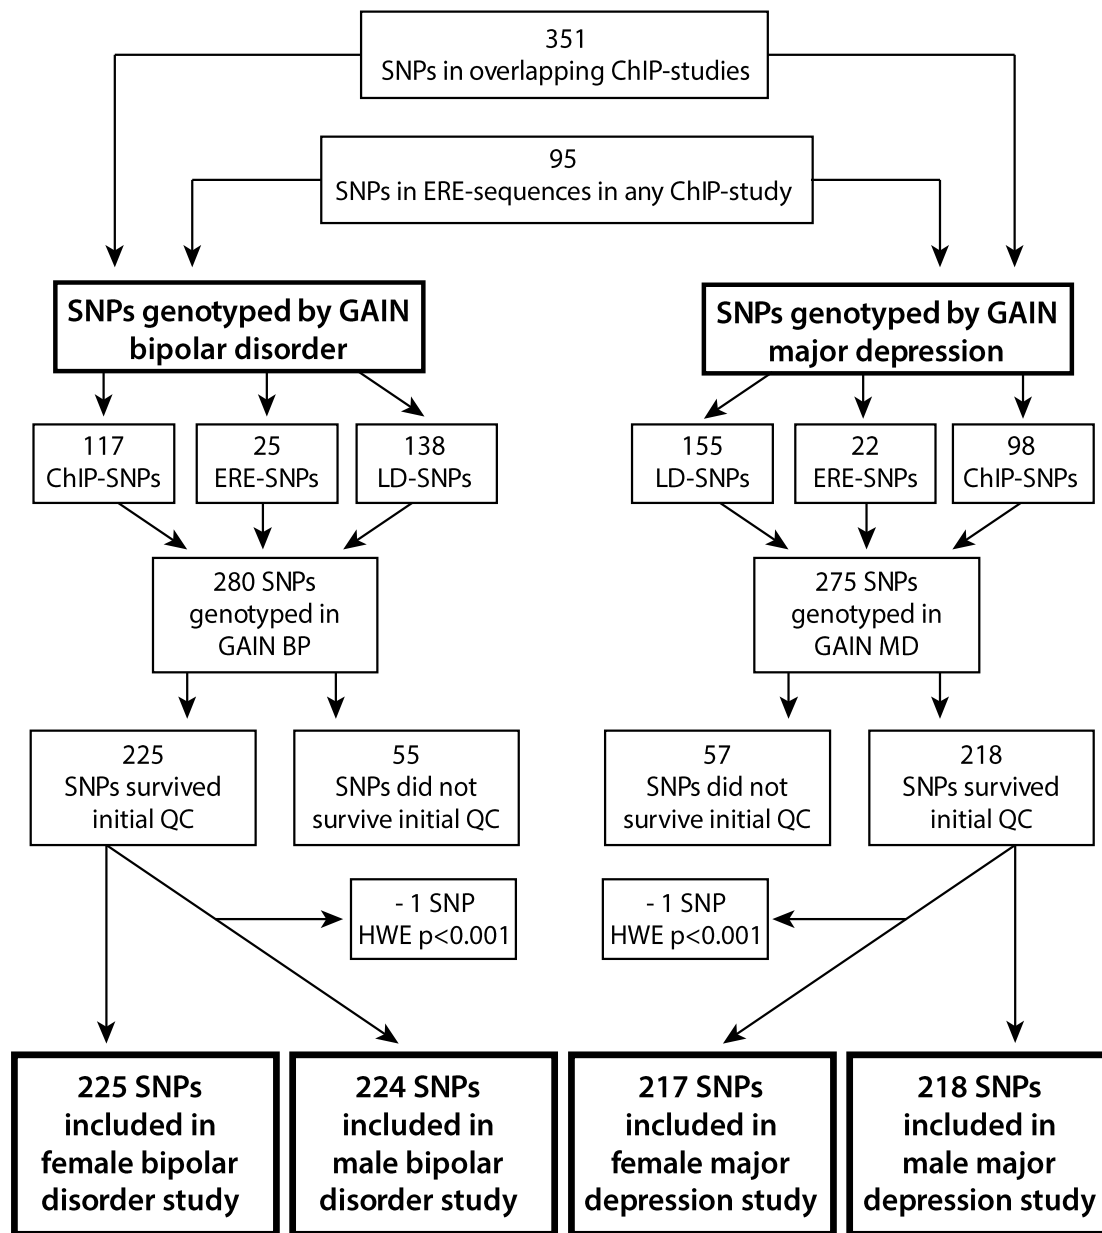 351
SNPs in overlapping ChIP-studies
95
SNPs in ERE-sequences in any ChIP-study
SNPs genotyped by GAIN
bipolar disorder
SNPs genotyped by GAIN
major depression
117
ChIP-SNPs
25
ERE-SNPs
138
LD-SNPs
155
LD-SNPs
22
ERE-SNPs
98
ChIP-SNPs
280 SNPs
genotyped in
GAIN BP
275 SNPs
genotyped in
GAIN MD
225
SNPs survived
initial QC
55
SNPs did not
survive initial QC
57
SNPs did not
survive initial QC
218
SNPs survived
initial QC
- 1 SNP
HWE p<0.001
- 1 SNP
HWE p<0.001
225 SNPs
included in
female bipolar
disorder study
224 SNPs
included in
male bipolar
disorder study
217 SNPs
included in
female major
depression study
218 SNPs
included in
male major
depression study